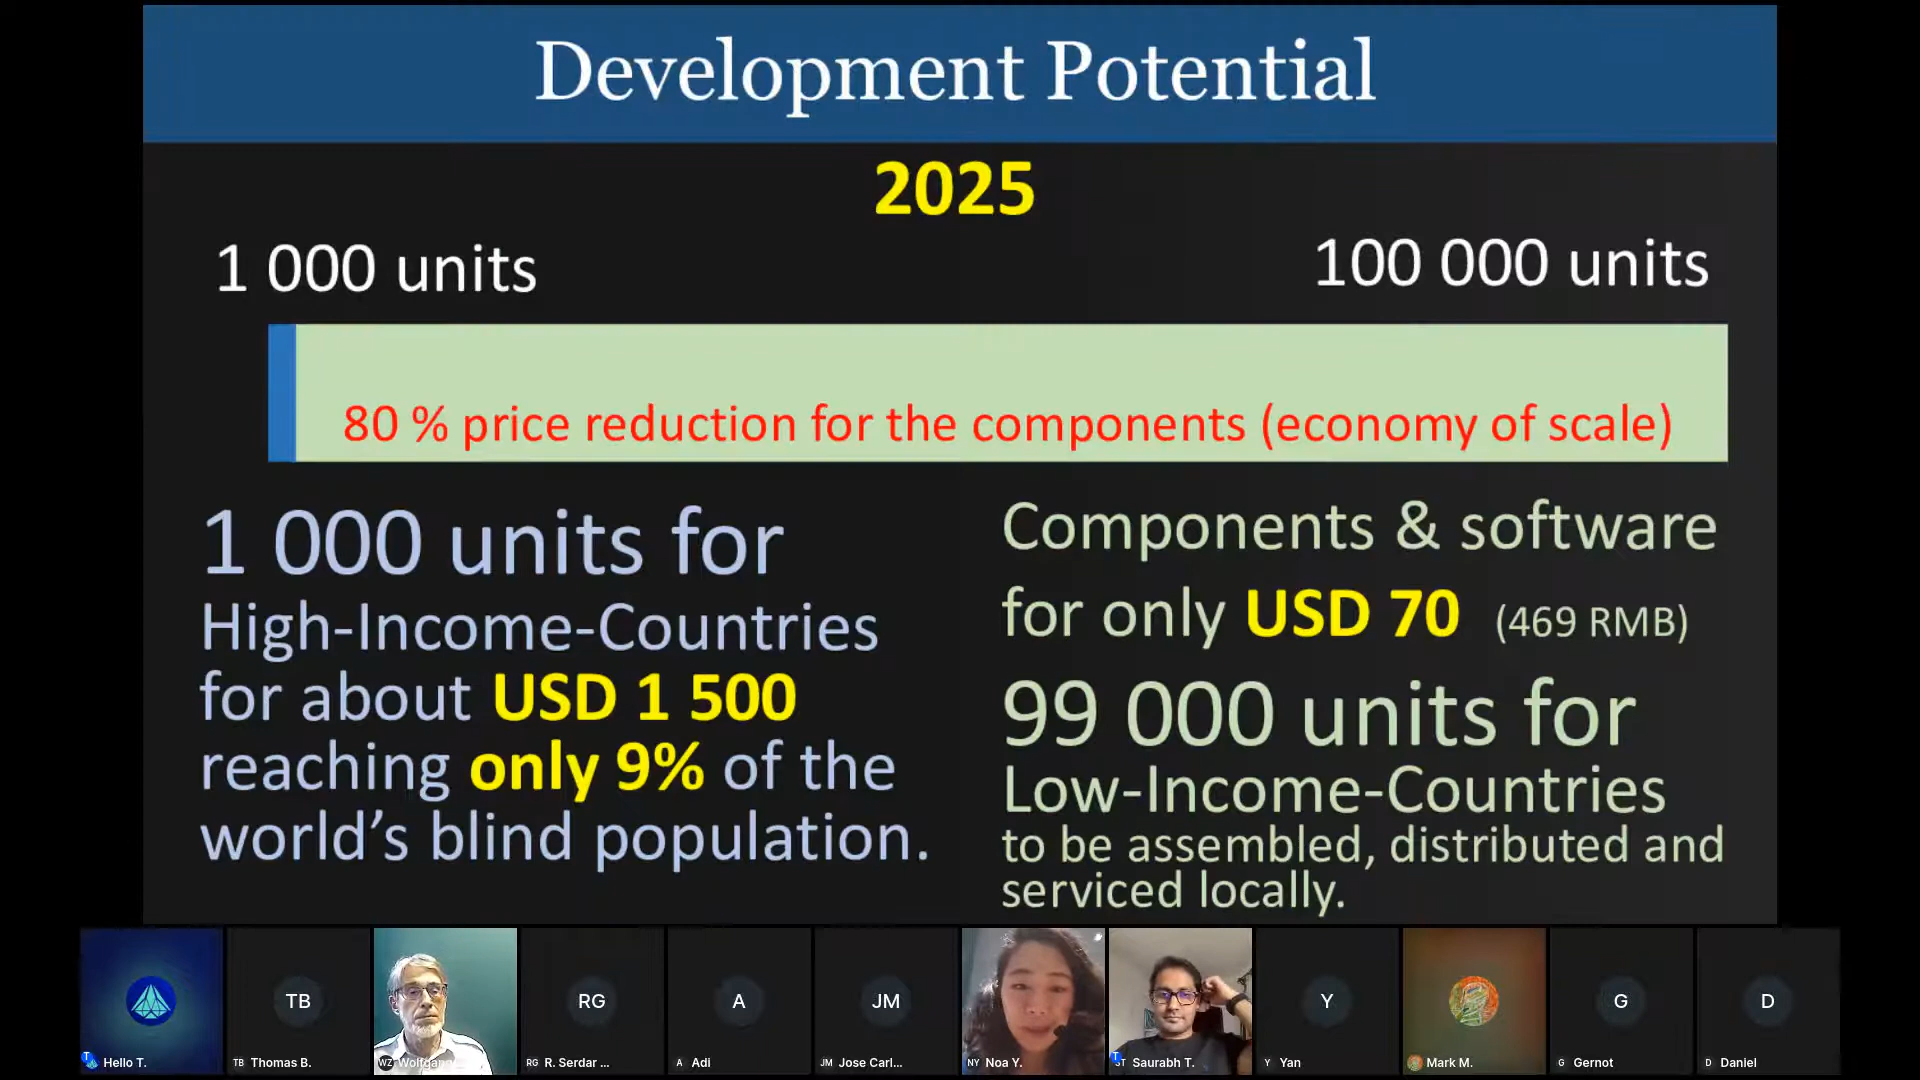 Development Potential
2025
1 000 units
100 000 units
80 % price reduction for the components (economy of scale)
1 000 units for
High-Income-Countries
for about USD 1 500
reaching only 9% of the
world’s blind population.
Components & software
for only USD 70 (469 RMB)
99 000 units for
Low-Income-Countries
to be assembled, distributed and
serviced locally.
TB
RG
A
JM
Y
G
D
T Hello T.
TB Thomas B.
WZ Wolfgang
RG R. Serdar ...
A Adi
JM Jose Carl...
NY Noa Y.
ST Saurabh T.
Y Yan
Mark M.
G Gernot
D Daniel